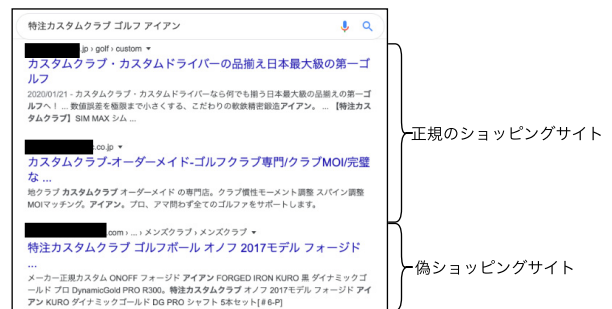 特注カスタムクラブ ゴルフ アイアン
.jp › golf › custom
カスタムクラブ・カスタムドライバーの品揃え日本最大級の第一ゴ
ルフ
2020/01/21 - カスタムクラブ・カスタムドライバーなら何でも揃う日本最大級の品揃えの第一ゴ
ルフへ！ ... 数値誤差を極限まで小さくする、こだわりの軟鉄精密鍛造アイアン。 ... 【特注カス
タムクラブ】SIM MAX シム ...
正規のショッピングサイト
.co.jp
カスタムクラブ-オーダーメイド-ゴルフクラブ専門/クラブMOI/完璧
な ...
地クラブ カスタムクラブ オーダーメイド の専門店。クラブ慣性モーメント調整 スパイン調整
MOIマッチング。アイアン。プロ、アマ問わず全てのゴルファをサポートします。
.com › ... › メンズクラブ › メンズクラブ
特注カスタムクラブ ゴルフボール オノフ 2017モデル フォージド
...
偽ショッピングサイト
メーカー正規カスタム ONOFF フォージド アイアン FORGED IRON KURO 黒 ダイナミックゴ
ールド プロ DynamicGold PRO R300。特注カスタムクラブ オノフ 2017モデル フォージド アイ
アン KURO ダイナミックゴールド DG PRO シャフト 5本セット[＃6-P]